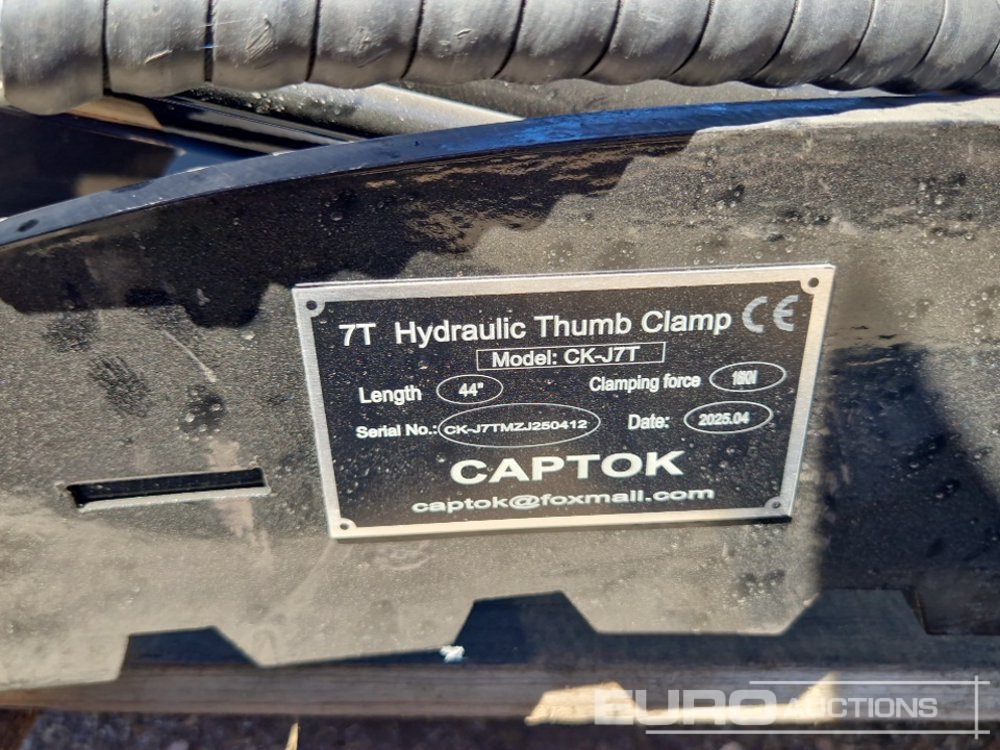 7T Hydraulic Thumb Clamp CE
Model: CK-J7T
Length 44" Clamping force
Serial No.: CK-J7TMZJ250412 Date: 2025.04
CAPTOK
captok@foxmail.com
EURO AUCTIONS